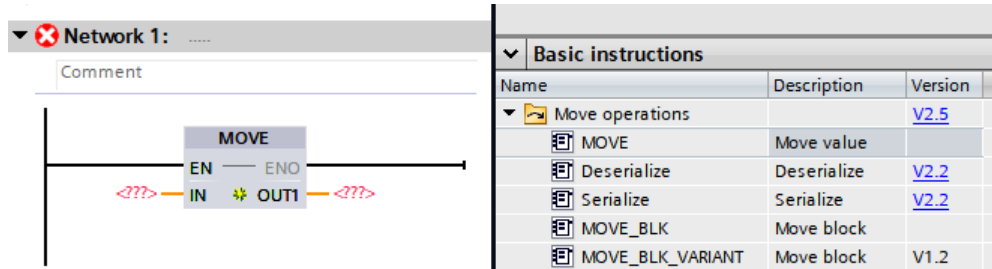 Network 1: .....
Comment
MOVE
EN ENO
<???> IN OUT1 <???>
Basic instructions
Name Description Version
Move operations V2.5
MOVE Move value
Deserialize Deserialize V2.2
Serialize Serialize V2.2
MOVE_BLK Move block
MOVE_BLK_VARIANT Move block V1.2